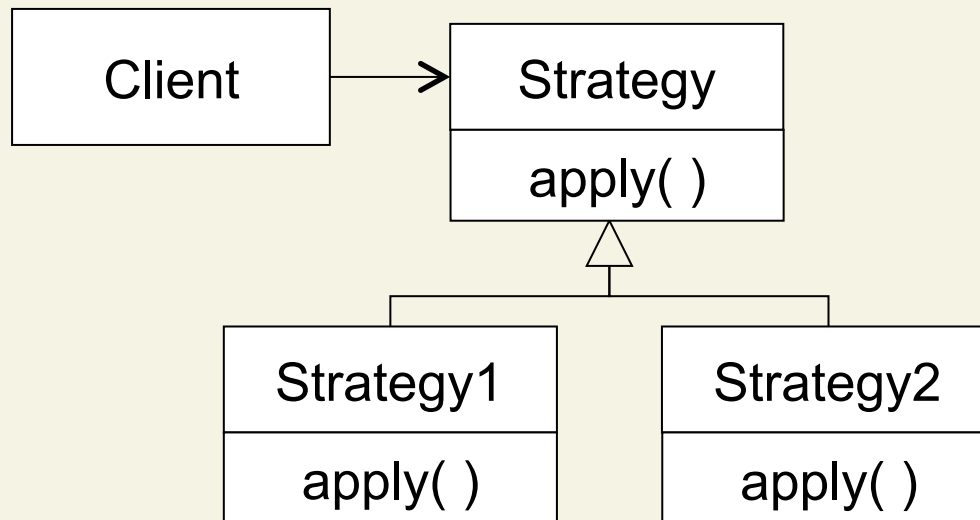 Client
Strategy
apply( )
Strategy1
Strategy2
apply( )
apply( )